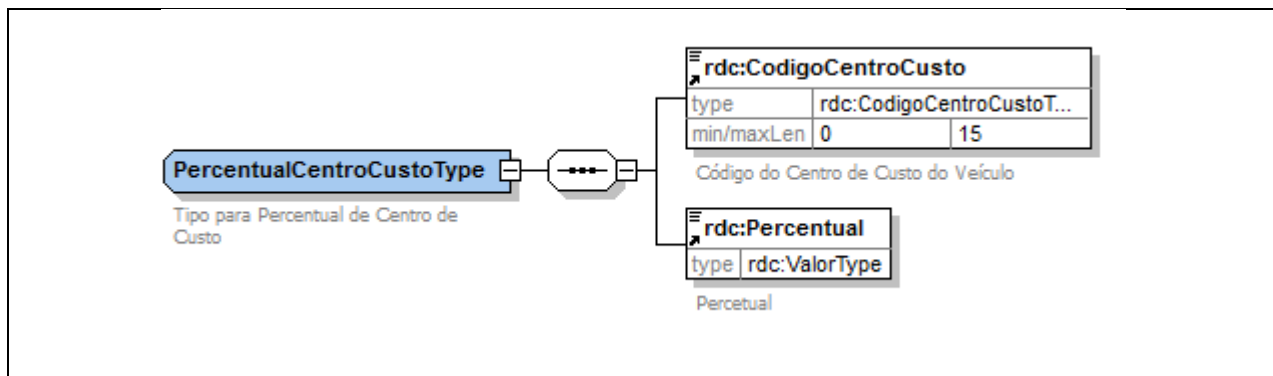 rdc:CodigoCentroCusto
type rdc:CodigoCentroCustoT...
min/maxLen 0 15
Código do Centro de Custo do Veículo
PercentualCentroCustoType
Tipo para Percentual de Centro de
Custo
rdc:Percentual
type rdc:ValorType
Percetual